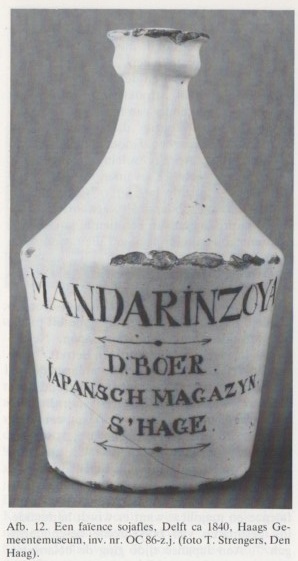 MANDARINZOYA
D.BOER.
JAPANSCH MAGAZYN.
S'HAGE.
Afb. 12. Een faïence sojafles, Delft ca 1840, Haags Ge-
meentemuseum, inv. nr. OC 86-z.j. (foto T. Strengers, Den
Haag).